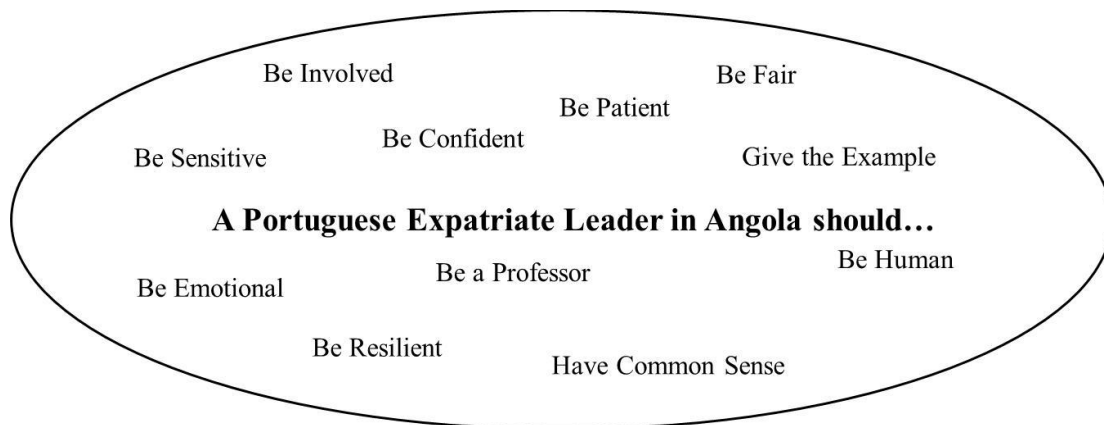 Be Involved
Be Fair
Be Patient
Be Confident
Be Sensitive
Give the Example
A Portuguese Expatriate Leader in Angola should…
Be Human
Be a Professor
Be Emotional
Be Resilient
Have Common Sense